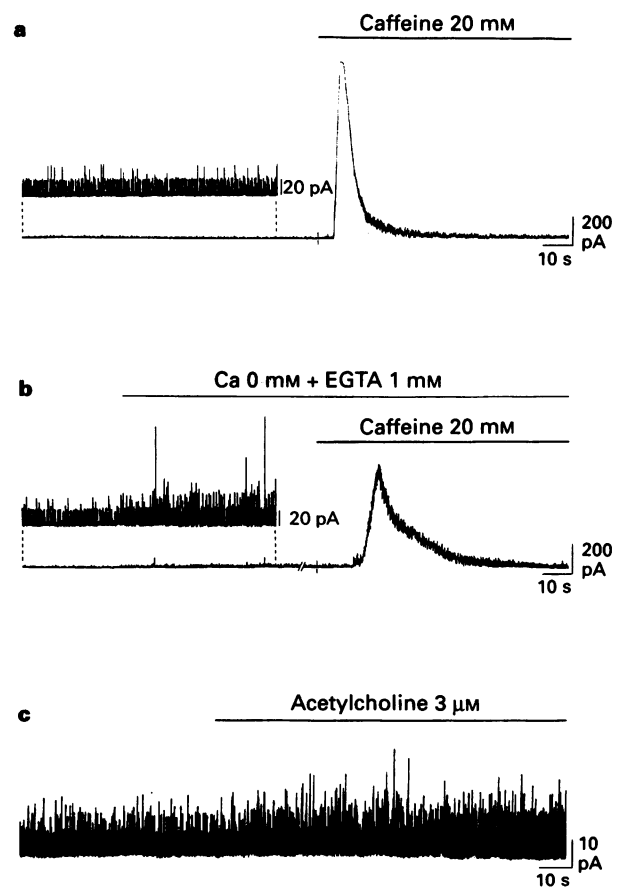 a
Caffeine 20 mM
20 pA
200
pA
10 s
b
Ca 0 mM + EGTA 1 mM
Caffeine 20 mM
20 pA
200
pA
10 s
c
Acetylcholine 3 μM
10
pA
10 s